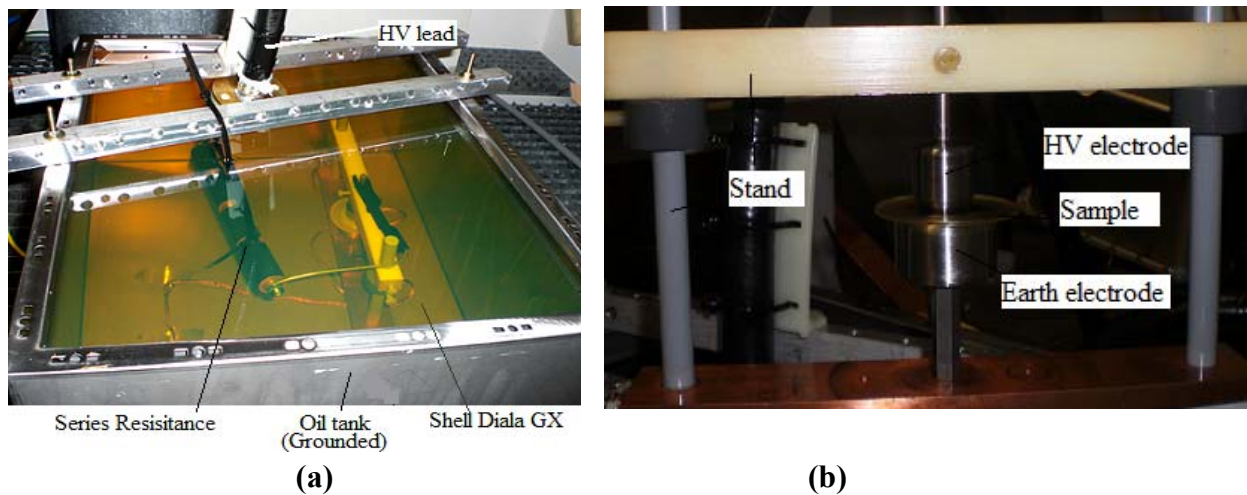 HV lead
Series Resisitance
Oil tank
(Grounded)
Shell Diala GX
(a)
HV electrode
Stand
Sample
Earth electrode
(b)